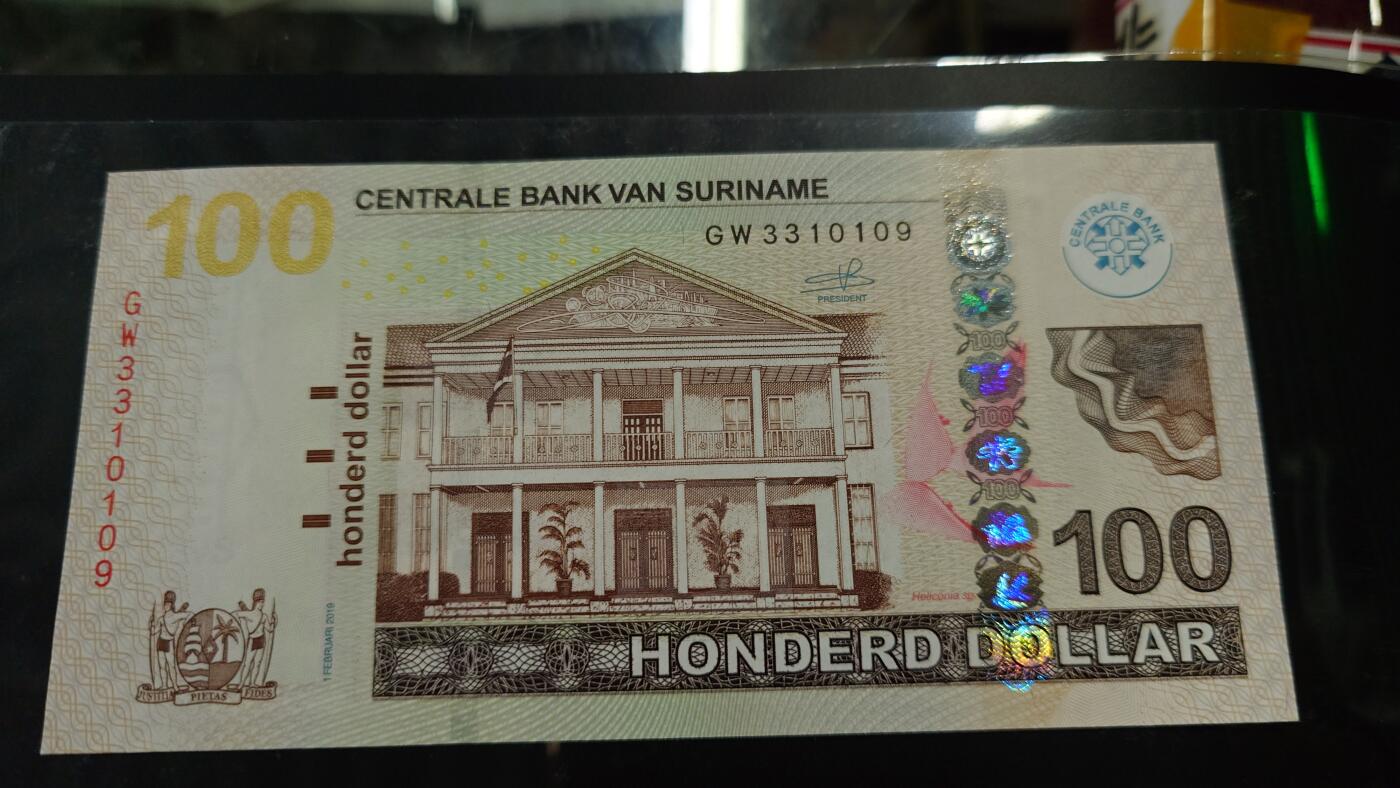 100
CENTRALE BANK VAN SURINAME
GW3310109
CENTRALE BANK
PRESIDENT
GW3310109
honderd dollar
100
100
100
100
Heliconia sp.
1 FEBRUARI 2019
JUSTITIA PIETAS FIDES
HONDERD DOLLAR